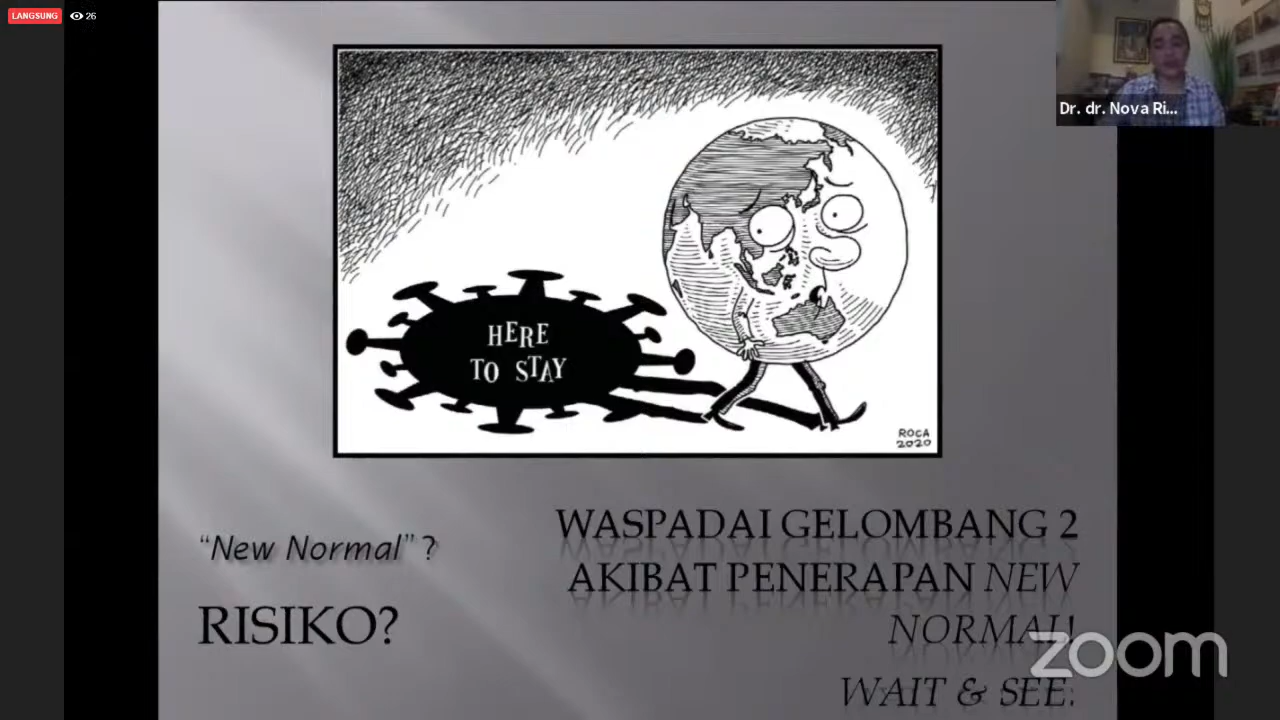 LANGSUNG 26
Dr. dr. Nova Ri...
HERE
TO STAY
ROCA
2020
"New Normal" ?
RISIKO?
WASPADAI GELOMBANG 2
AKIBAT PENERAPAN NEW
NORMAL!
WAIT & SEE:
zoom